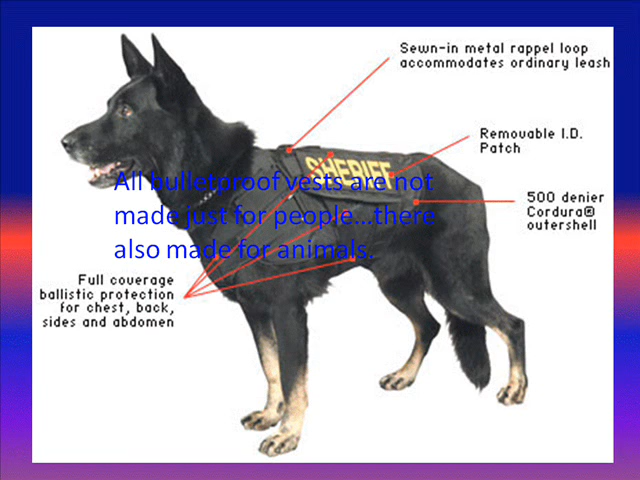 Sewn-in metal rappel loop
accommodates ordinary leash
Removable I.D.
Patch
SHERIFF
All bulletproof vests are not
made just for people...there
also made for animals.
500 denier
Cordura®
outershell
Full coverage
ballistic protection
for chest, back,
sides and abdomen